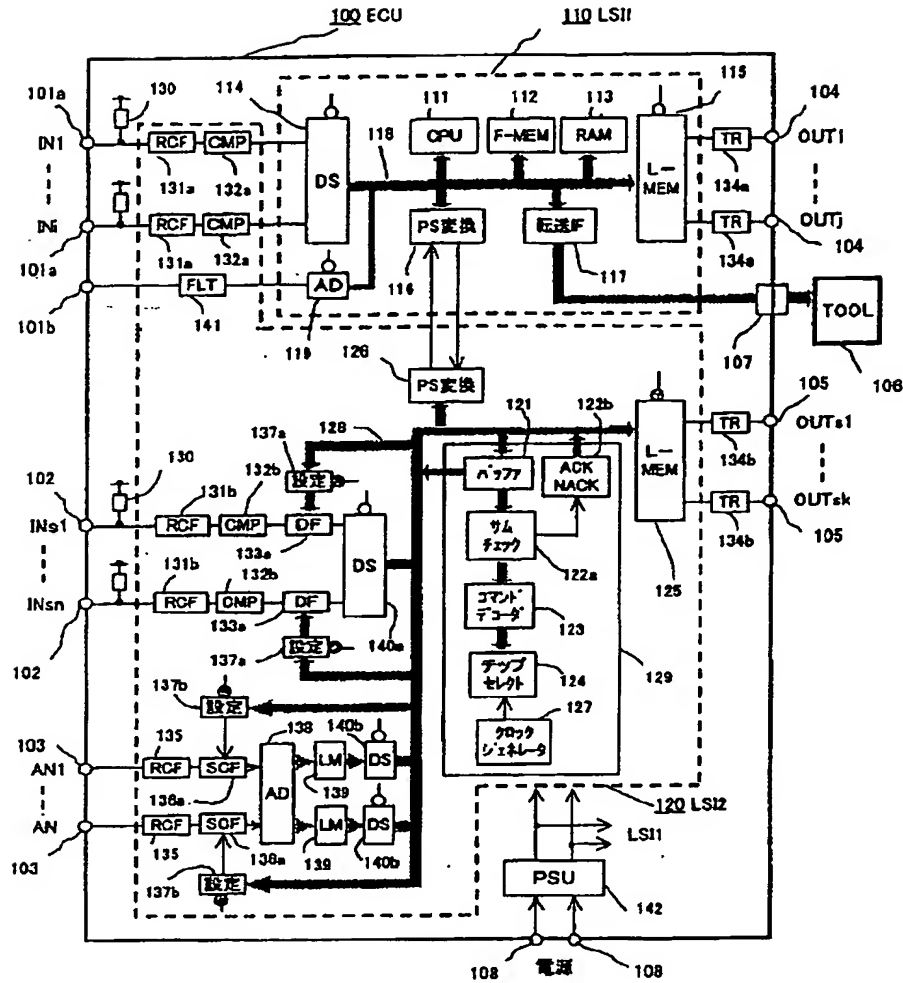 100 ECU
110 LSI1
101a
130
114
111
112
113
115
104
IN1
RCF
CMP
118
CPU
F-MEM
RAM
TR
OUT1
131a
132a
DS
L-
MEM
134a
INi
RCF
CMP
PS変換
転送IF
TR
OUTj
101a
131a
132a
134a
104
FLT
AD
116
117
101b
141
119
107
TOOL
106
126
PS変換
128
121
122b
105
137a
L-
MEM
TR
OUTs1
102
130
設定
バッファ
ACK
NACK
134b
131b
132b
INs1
RCF
CMP
DF
サム
チェック
TR
OUTsk
133a
DS
122a
125
134b
105
131b
132b
INsn
RCF
CMP
DF
コマンド
デコーダ
123
102
133a
設定
140a
137a
チップ
セレクト
124
129
137b
設定
138
140b
127
クロック
ジェネレータ
103
135
AN1
RCF
SCF
AD
LM
DS
136a
139
120 LSI2
AN
RCF
SCF
LM
DS
LSI1
103
135
136a
139
140b
137b
設定
PSU
142
108
電源
108